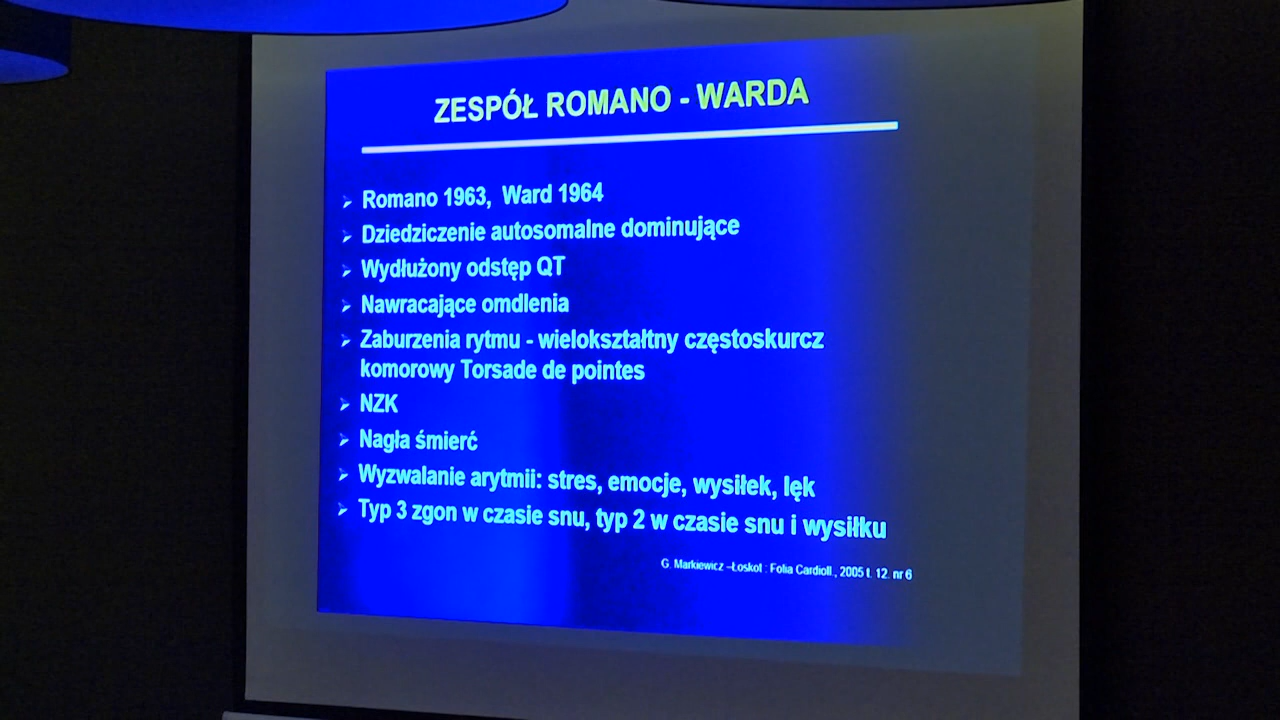 ZESPÓŁ ROMANO - WARDA
➢ Romano 1963, Ward 1964
➢ Dziedziczenie autosomalne dominujące
➢ Wydłużony odstęp QT
➢ Nawracające omdlenia
➢ Zaburzenia rytmu - wielokształtny częstoskurcz
komorowy Torsade de pointes
➢ NZK
➢ Nagła śmierć
➢ Wyzwalanie arytmii: stres, emocje, wysiłek, lęk
➢ Typ 3 zgon w czasie snu, typ 2 w czasie snu i wysiłku
G. Markiewicz –Łoskot : Folia Cardioll., 2005 t. 12. nr 6